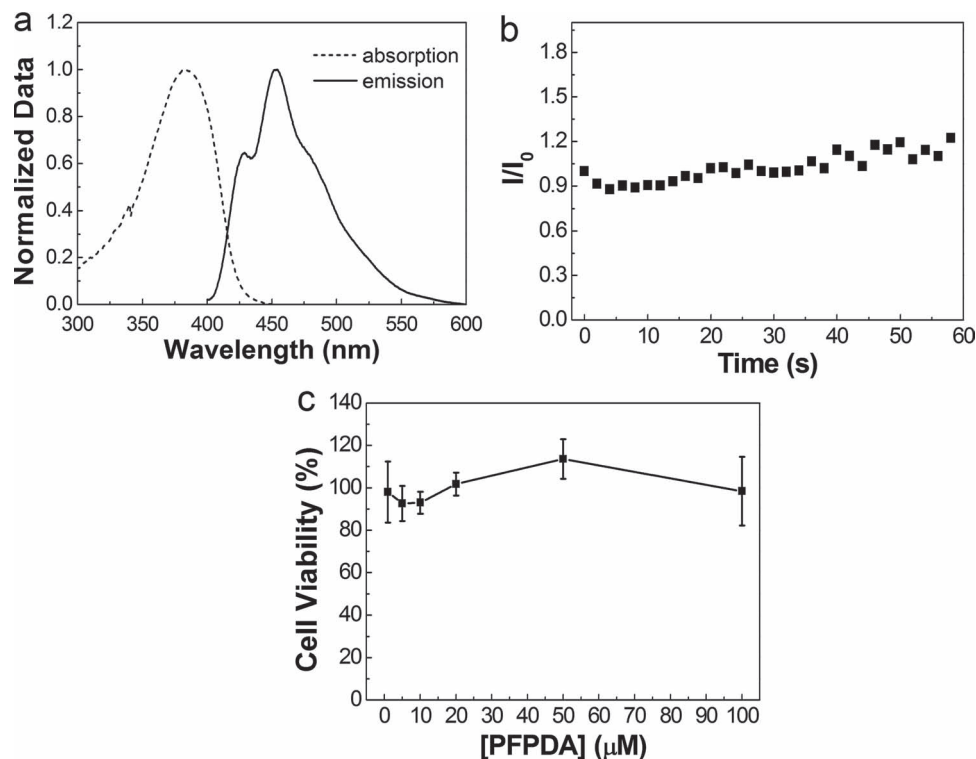 a
1.2
1.0
0.8
0.6
0.4
0.2
0.0
Normalized Data
absorption
emission
300 350 400 450 500 550 600
Wavelength (nm)
b
1.8
1.5
1.2
0.9
0.6
0.3
0.0
I/I0
0 10 20 30 40 50 60
Time (s)
c
140
120
100
80
60
40
20
0
Cell Viability (%)
0 10 20 30 40 50 60 70 80 90 100
[PFPDA] (μM)